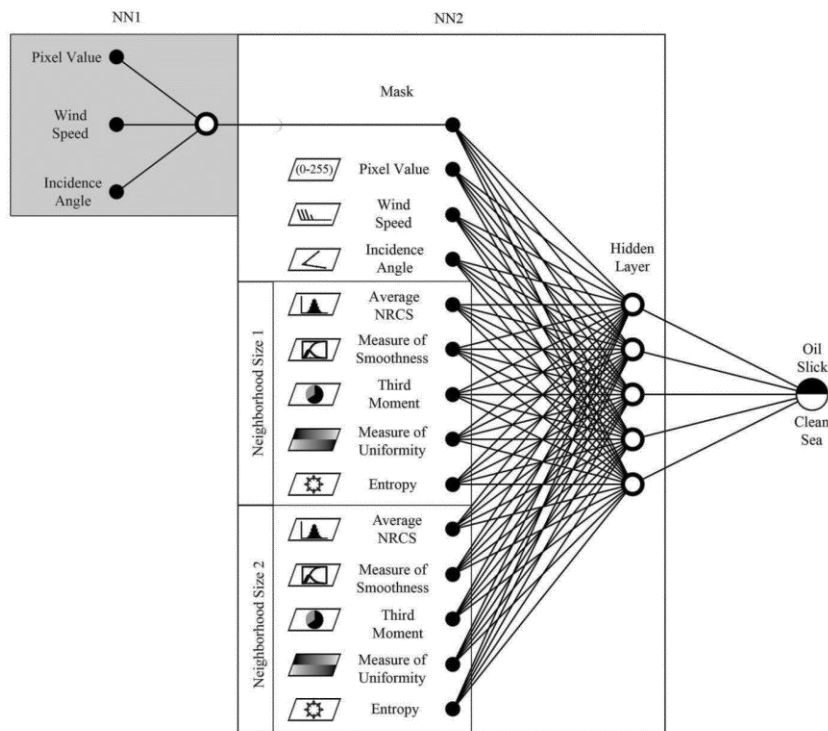 NN1
NN2
Pixel Value
Wind
Speed
Incidence
Angle
Mask
(0-255)
Pixel Value
Wind
Speed
Incidence
Angle
Hidden
Layer
Neighborhood Size 1
Average
NRCS
Measure of
Smoothness
Third
Moment
Measure of
Uniformity
Entropy
Neighborhood Size 2
Average
NRCS
Measure of
Smoothness
Third
Moment
Measure of
Uniformity
Entropy
Oil
Slick
Clean
Sea